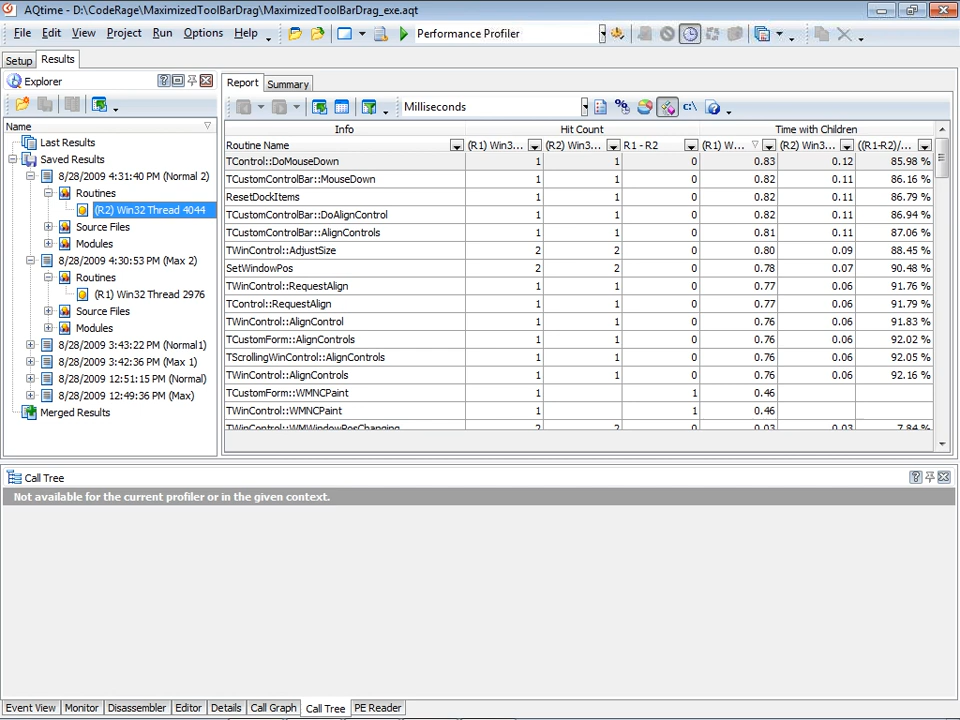 AQtime - D:\CodeRage\MaximizedToolBarDrag\MaximizedToolBarDrag_exe.aqt
File Edit View Project Run Options Help Performance Profiler
Setup Results
Explorer
Name
Last Results
Saved Results
8/28/2009 4:31:40 PM (Normal 2)
Routines
(R2) Win32 Thread 4044
Source Files
Modules
8/28/2009 4:30:53 PM (Max 2)
Routines
(R1) Win32 Thread 2976
Source Files
Modules
8/28/2009 3:43:22 PM (Normal1)
8/28/2009 3:42:36 PM (Max 1)
8/28/2009 12:51:15 PM (Normal)
8/28/2009 12:49:36 PM (Max)
Merged Results
Report Summary
Milliseconds % c:\
Info Hit Count Time with Children
Routine Name (R1) Win3... (R2) Win3... R1 - R2 (R1) W... (R2) Win3... ((R1-R2)/...
TControl::DoMouseDown 1 1 0 0.83 0.12 85.98 %
TCustomControlBar::MouseDown 1 1 0 0.82 0.11 86.16 %
ResetDockItems 1 1 0 0.82 0.11 86.79 %
TCustomControlBar::DoAlignControl 1 1 0 0.82 0.11 86.94 %
TCustomControlBar::AlignControls 1 1 0 0.81 0.11 87.06 %
TWinControl::AdjustSize 2 2 0 0.80 0.09 88.45 %
SetWindowPos 2 2 0 0.78 0.07 90.48 %
TWinControl::RequestAlign 1 1 0 0.77 0.06 91.76 %
TControl::RequestAlign 1 1 0 0.77 0.06 91.79 %
TWinControl::AlignControl 1 1 0 0.76 0.06 91.83 %
TCustomForm::AlignControls 1 1 0 0.76 0.06 92.02 %
TScrollingWinControl::AlignControls 1 1 0 0.76 0.06 92.05 %
TWinControl::AlignControls 1 1 0 0.76 0.06 92.16 %
TCustomForm::WMNCPaint 1 1 0.46
TWinControl::WMNCPaint 1 1 0.46
TWinControl::WMWindowPosChanging 2 2 0 0.03 0.03 7.84 %
Call Tree
Not available for the current profiler or in the given context.
Event View Monitor Disassembler Editor Details Call Graph Call Tree PE Reader